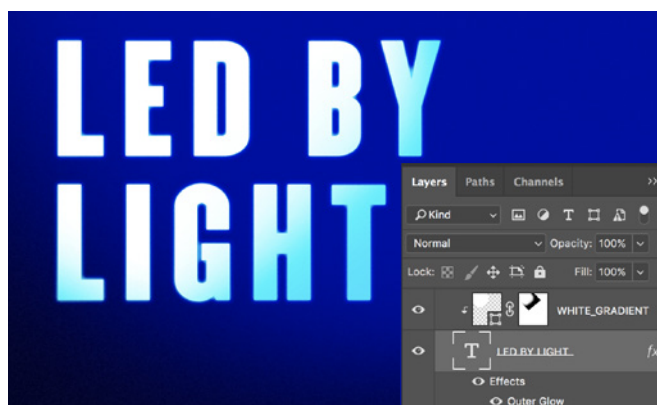 LED BY
LIGHT
Layers Paths Channels
Kind
Normal Opacity: 100%
Lock: Fill: 100%
WHITE_GRADIENT
T LED BY LIGHT fx
Effects
Outer Glow